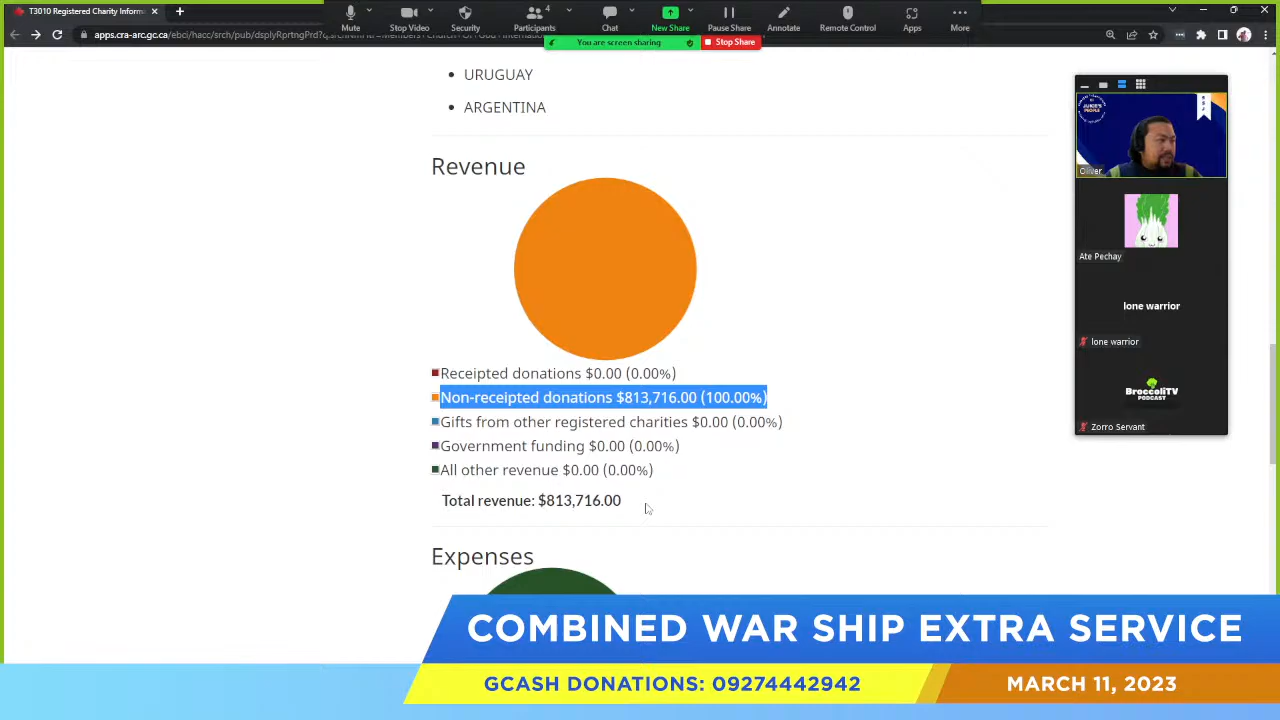 T3010 Registered Charity Inform
apps.cra-arc.gc.ca/ebci/hacc/srch/pub/dsplyRprtngPrd?q
Mute
Stop Video
Security
4
Participants
Chat
New Share
Pause Share
Annotate
Remote Control
Apps
More
You are screen sharing
Stop Share
URUGUAY
ARGENTINA
Revenue
Receipted donations $0.00 (0.00%)
Non-receipted donations $813,716.00 (100.00%)
Gifts from other registered charities $0.00 (0.00%)
Government funding $0.00 (0.00%)
All other revenue $0.00 (0.00%)
Total revenue: $813,716.00
Expenses
PEOPLE
Oliver
Ate Pechay
lone warrior
lone warrior
BroccoliTV
PODCAST
Zorro Servant
COMBINED WAR SHIP EXTRA SERVICE
GCASH DONATIONS: 09274442942
MARCH 11, 2023